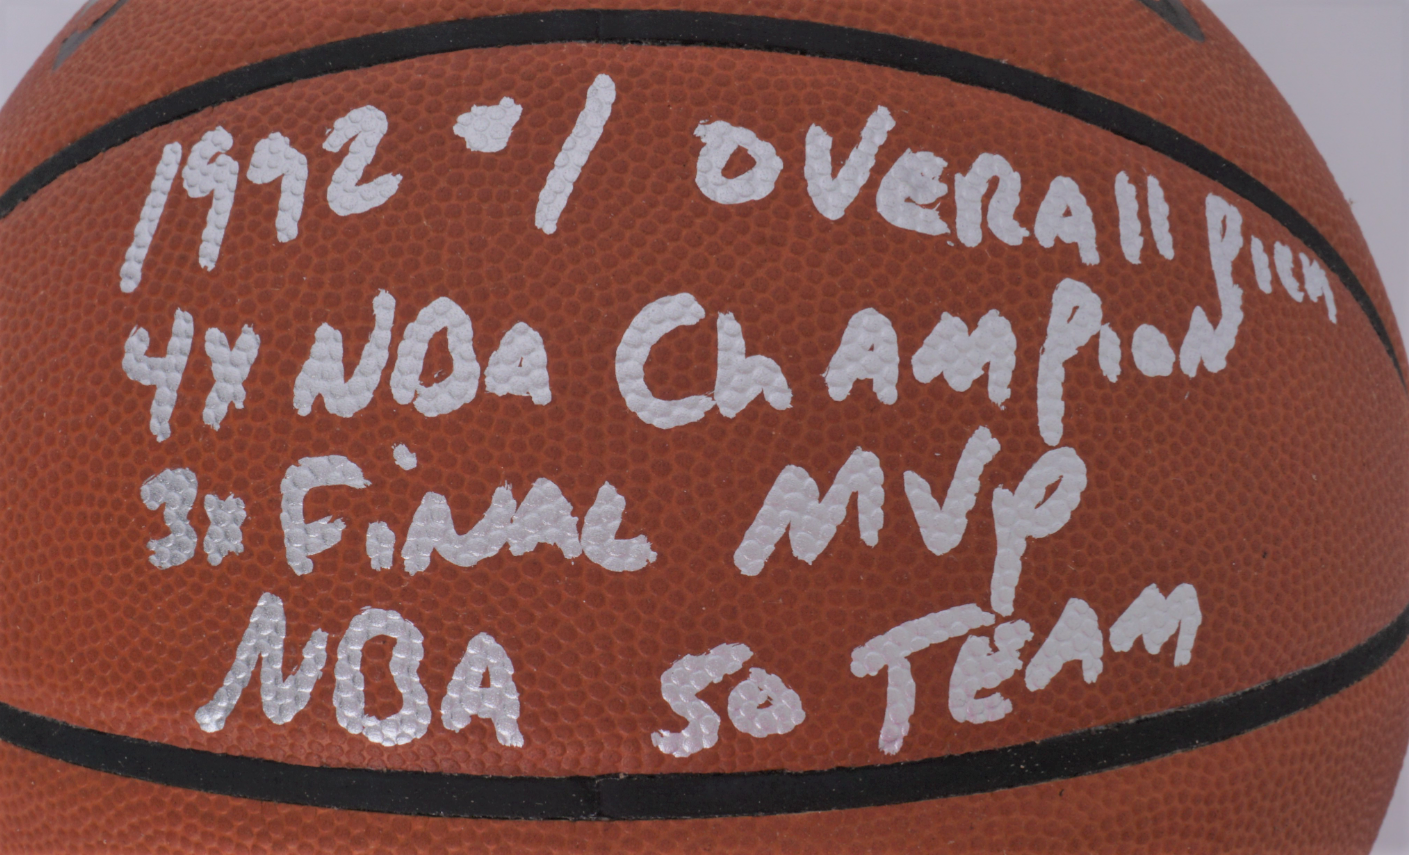 1992 #1 OVERAll Pick
4x NBA ChAmpioN
3x FiNAL MVP
NBA 50 TEAM